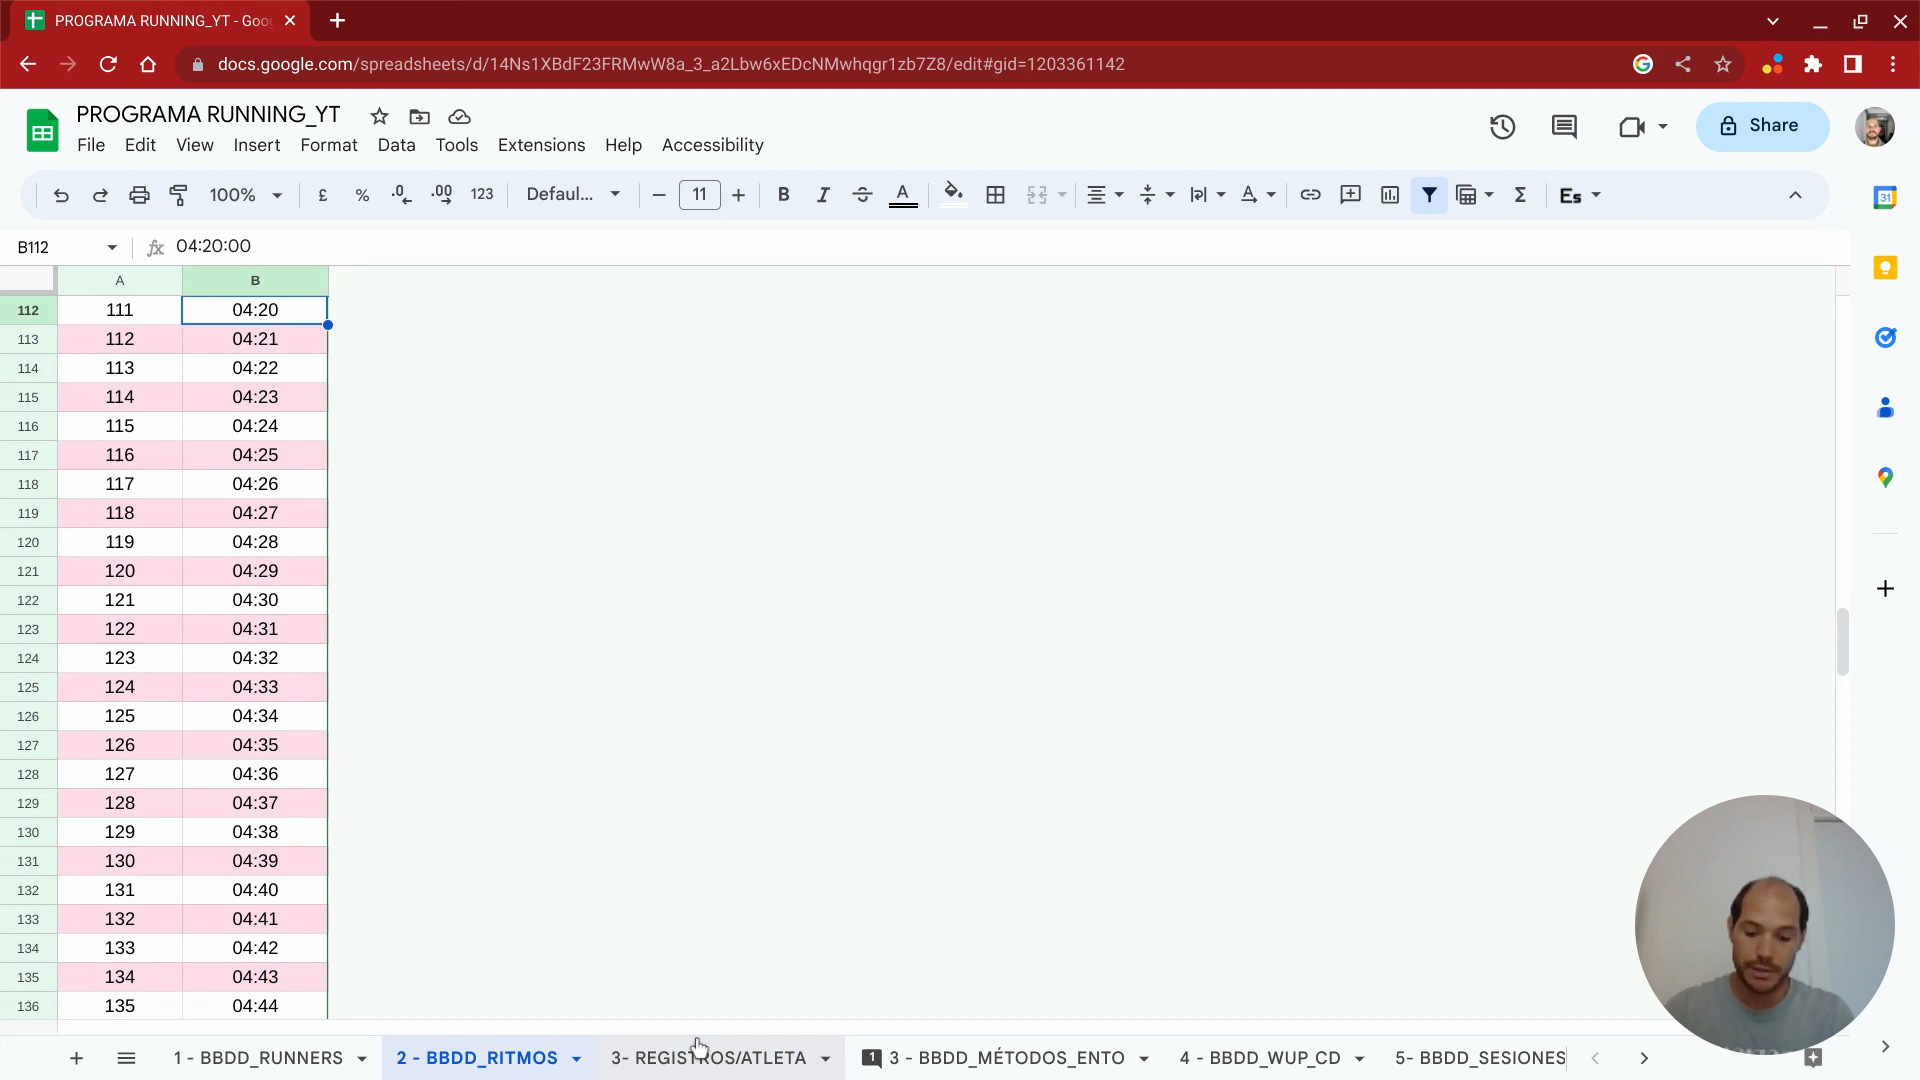 PROGRAMA RUNNING_YT - Goo
docs.google.com/spreadsheets/d/14Ns1XBdF23FRMwW8a_3_a2Lbw6xEDcNMwhqgr1zb7Z8/edit#gid=1203361142
PROGRAMA RUNNING_YT
File Edit View Insert Format Data Tools Extensions Help Accessibility
Share
100% £ % .0 .00 123 Defaul... 11 B I A Σ Es
31
B112 fx 04:20:00
A B
112 111 04:20
113 112 04:21
114 113 04:22
115 114 04:23
116 115 04:24
117 116 04:25
118 117 04:26
119 118 04:27
120 119 04:28
121 120 04:29
122 121 04:30
123 122 04:31
124 123 04:32
125 124 04:33
126 125 04:34
127 126 04:35
128 127 04:36
129 128 04:37
130 129 04:38
131 130 04:39
132 131 04:40
133 132 04:41
134 133 04:42
135 134 04:43
136 135 04:44
1 - BBDD_RUNNERS 2 - BBDD_RITMOS 3- REGISTROS/ATLETA 1 3 - BBDD_MÉTODOS_ENTO 4 - BBDD_WUP_CD 5- BBDD_SESIONES